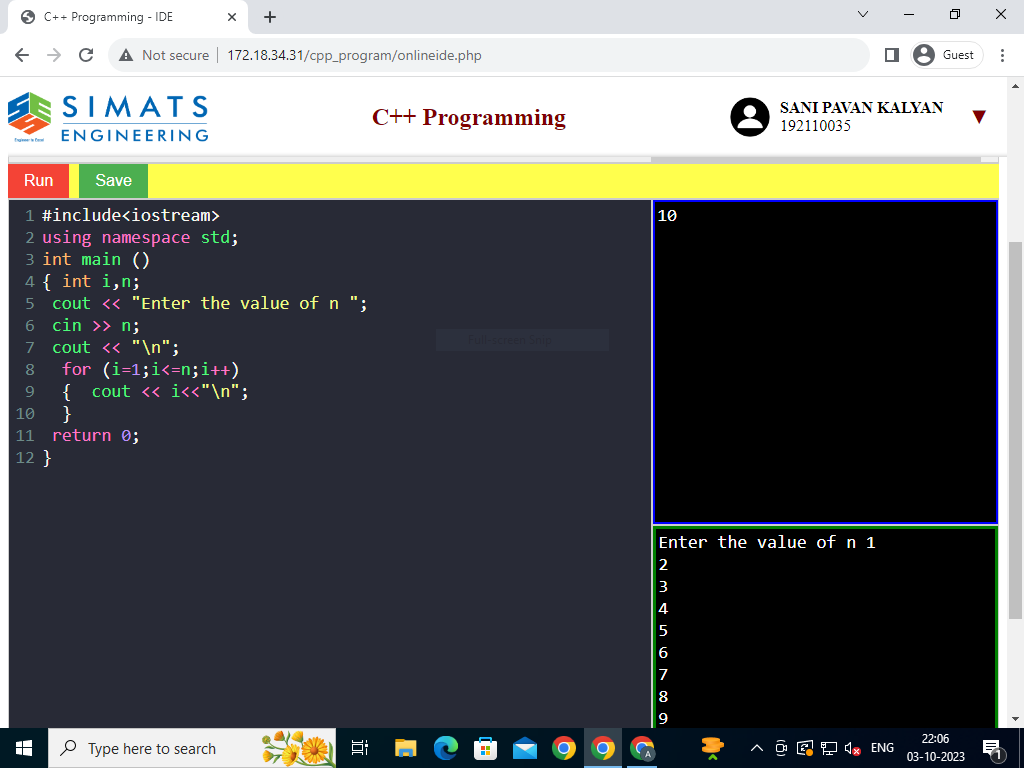 C++ Programming - IDE
Not secure
172.18.34.31/cpp_program/onlineide.php
Guest
SIMATS
ENGINEERING
Engineer to Excel
C++ Programming
SANI PAVAN KALYAN
192110035
Run
Save
1 #include<iostream>
2 using namespace std;
3 int main ()
4 { int i,n;
5 cout << "Enter the value of n ";
6 cin >> n;
7 cout << "\n";
8 for (i=1;i<=n;i++)
9 { cout << i<<"\n";
10 }
11 return 0;
12 }
10
Enter the value of n 1
2
3
4
5
6
7
8
9
Type here to search
A
ENG
22:06
03-10-2023
1